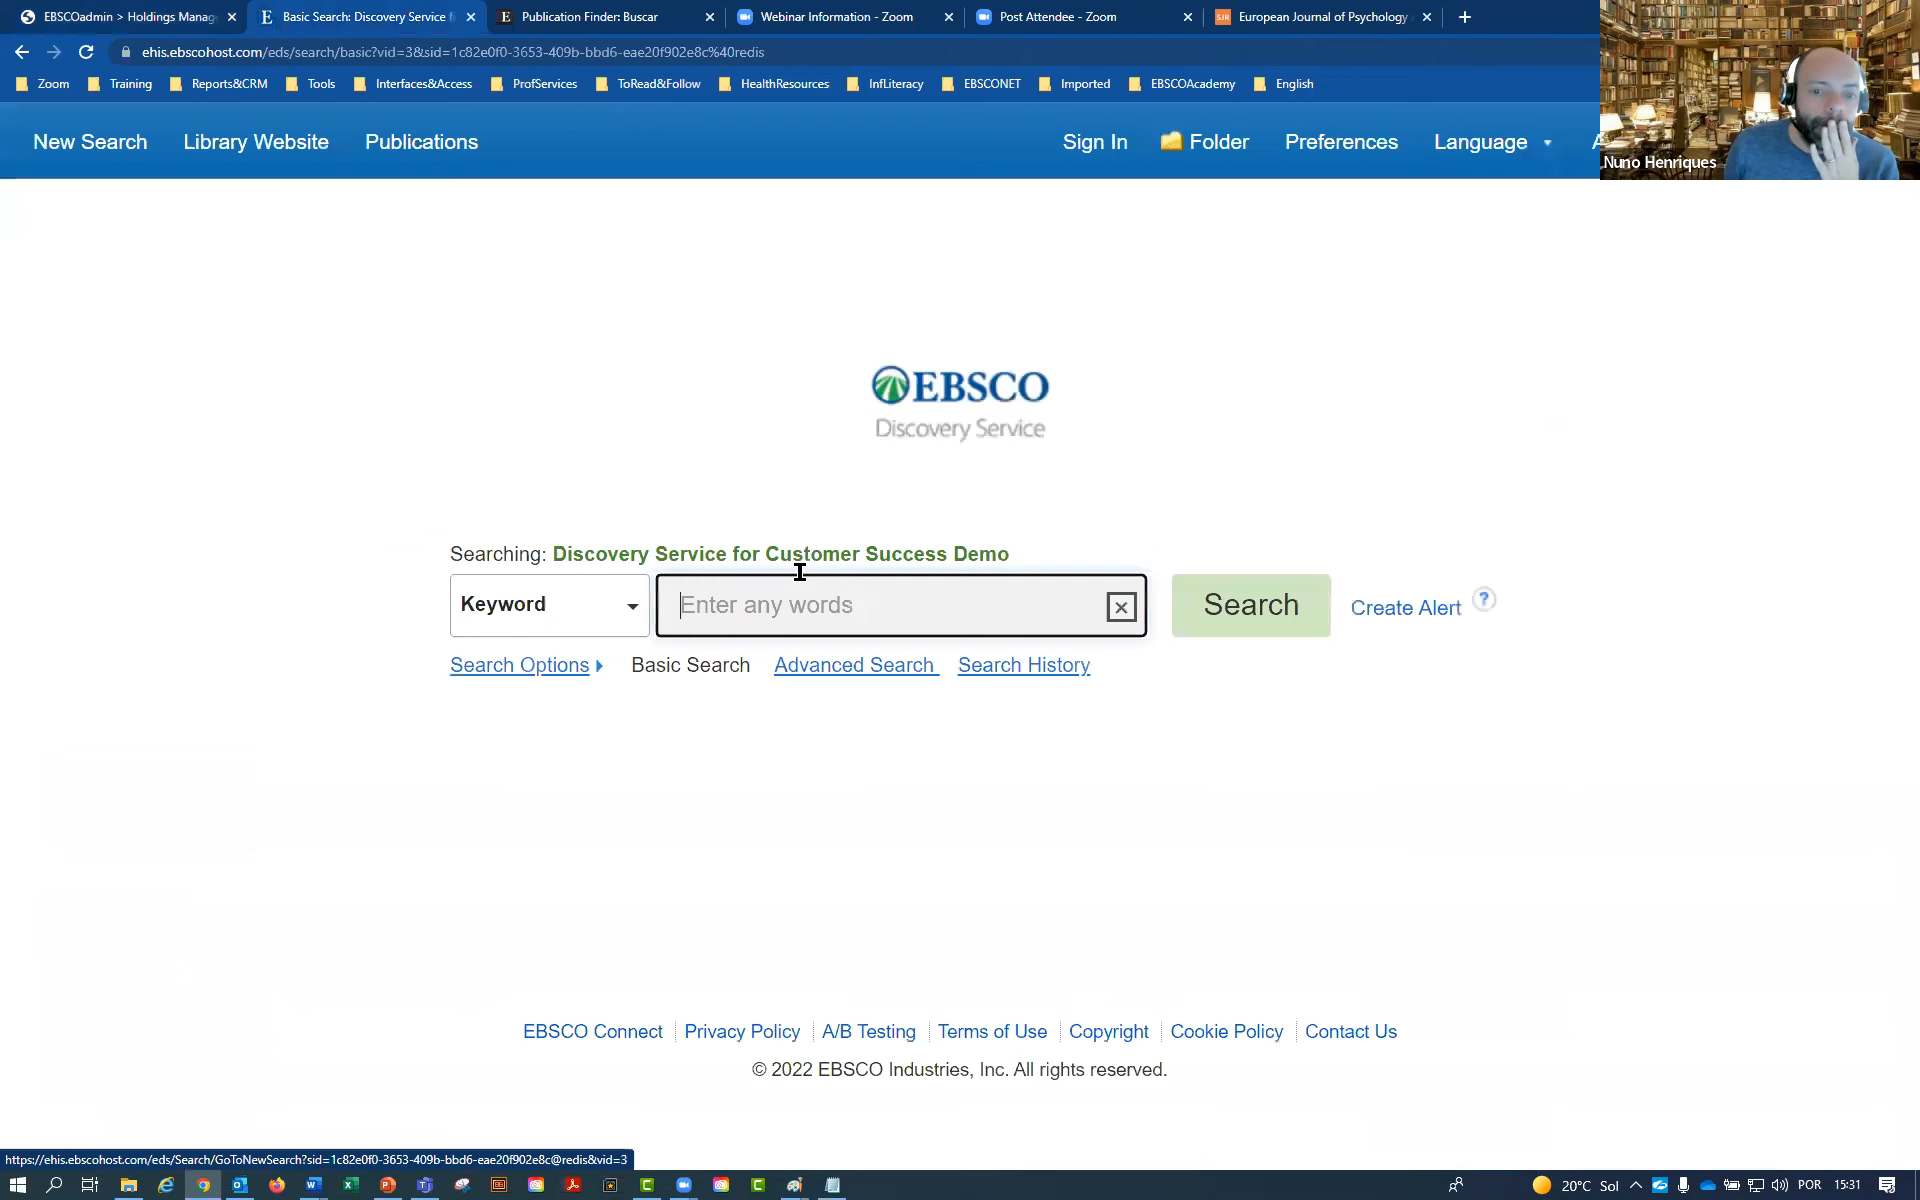 EBSCOadmin > Holdings Manag
Basic Search: Discovery Service f
Publication Finder: Buscar
Webinar Information - Zoom
Post Attendee - Zoom
European Journal of Psychology
ehis.ebscohost.com/eds/search/basic?vid=3&sid=1c82e0f0-3653-409b-bbd6-eae20f902e8c%40redis
Zoom Training Reports&CRM Tools Interfaces&Access ProfServices ToRead&Follow HealthResources InfLiteracy EBSCONET Imported EBSCOAcademy English
New Search Library Website Publications Sign In Folder Preferences Language
Nuno Henriques
EBSCO
Discovery Service
Searching: Discovery Service for Customer Success Demo
Keyword Enter any words Search Create Alert ?
Search Options Basic Search Advanced Search Search History
EBSCO Connect Privacy Policy A/B Testing Terms of Use Copyright Cookie Policy Contact Us
© 2022 EBSCO Industries, Inc. All rights reserved.
https://ehis.ebscohost.com/eds/Search/GoToNewSearch?sid=1c82e0f0-3653-409b-bbd6-eae20f902e8c@redis&vid=3
20°C Sol POR 15:31